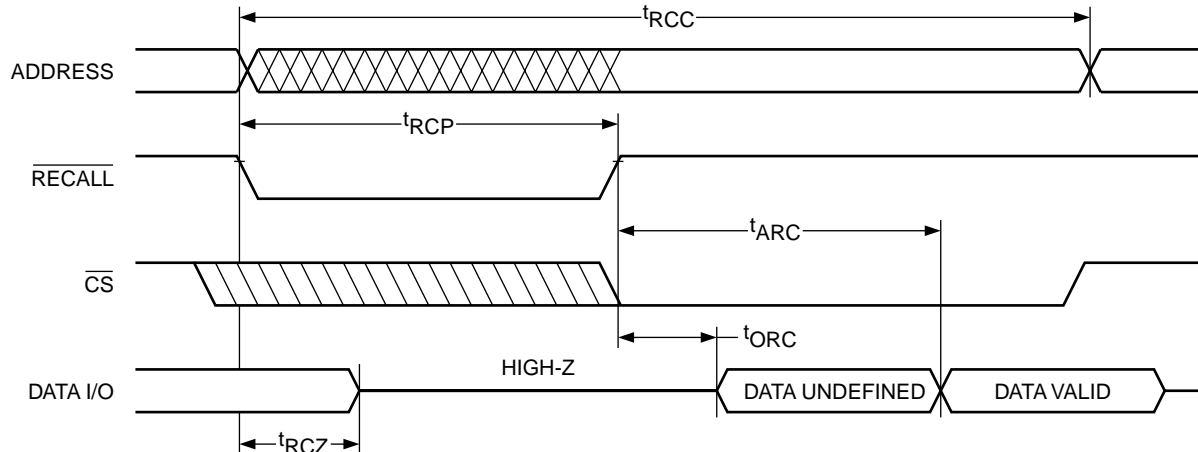 tRCC
ADDRESS
tRCP
RECALL
tARC
CS
tORC
HIGH-Z
DATA I/O
DATA UNDEFINED
DATA VALID
tRCZ